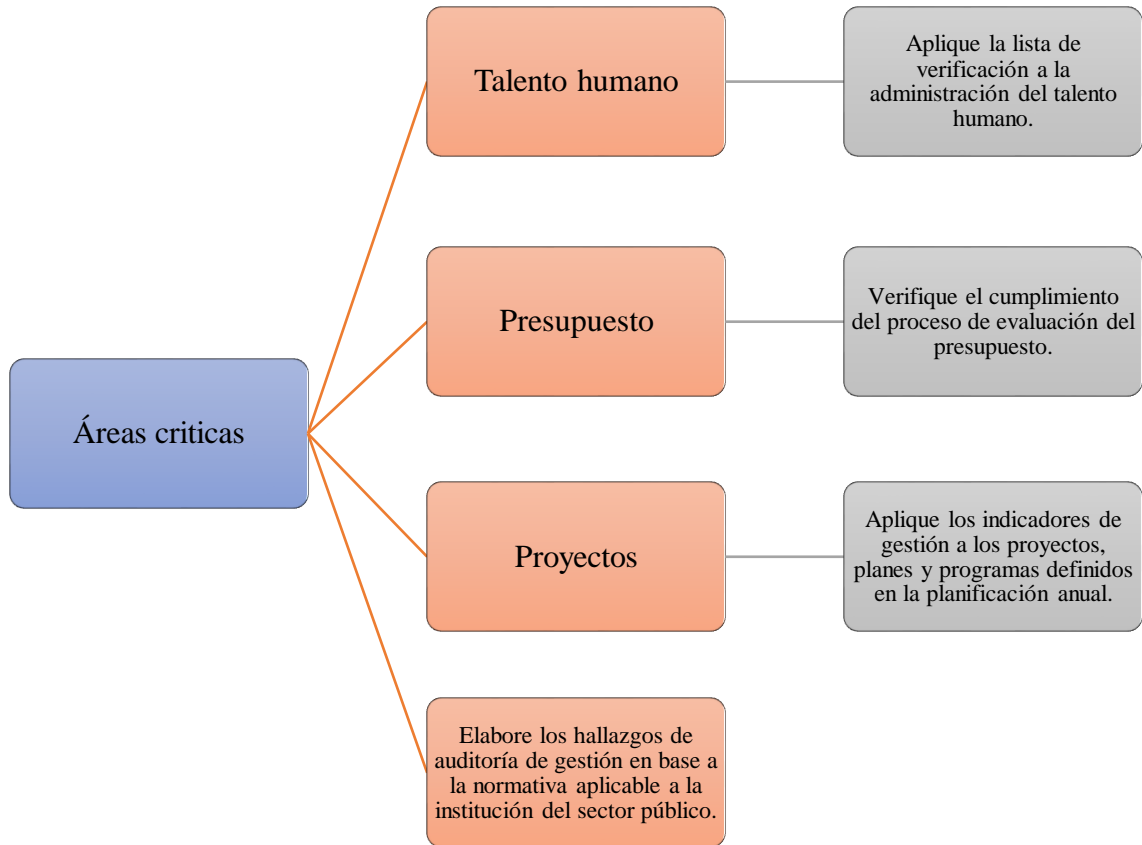 Talento humano
Aplique la lista de
verificación a la
administración del talento
humano.
Presupuesto
Verifique el cumplimiento
del proceso de evaluación del
presupuesto.
Áreas criticas
Proyectos
Aplique los indicadores de
gestión a los proyectos,
planes y programas definidos
en la planificación anual.
Elabore los hallazgos de
auditoría de gestión en base a
la normativa aplicable a la
institución del sector público.